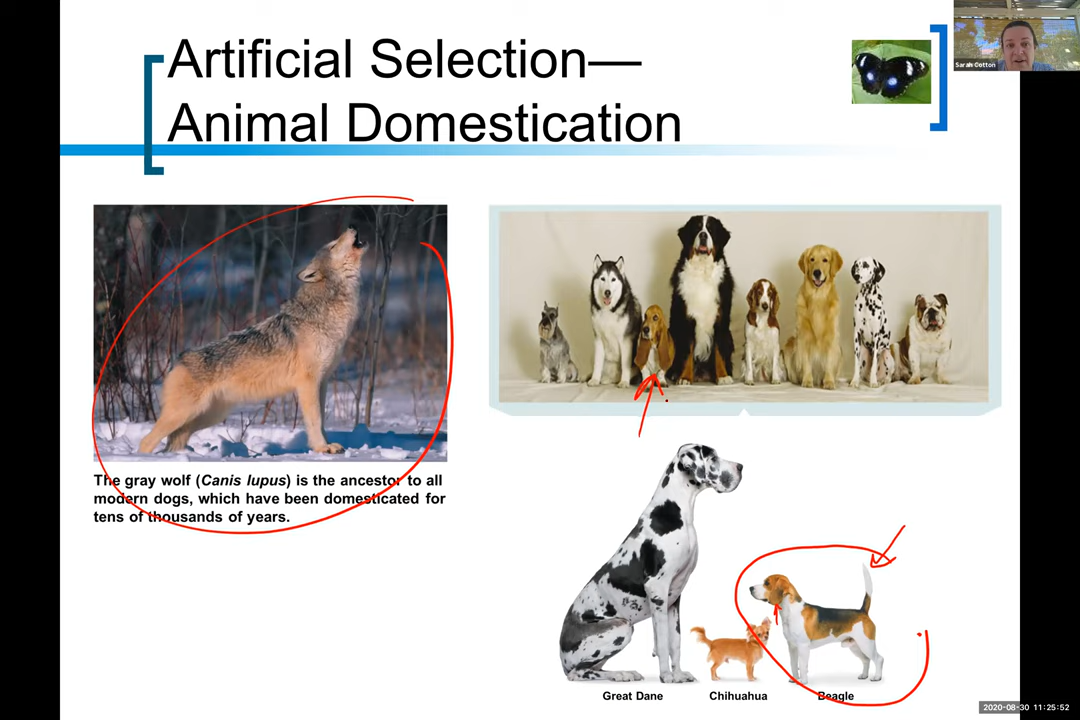 Artificial Selection—
Animal Domestication
Sarah Cotton
The gray wolf (Canis lupus) is the ancestor to all
modern dogs, which have been domesticated for
tens of thousands of years.
Great Dane
Chihuahua
Beagle
2020-08-30 11:25:52